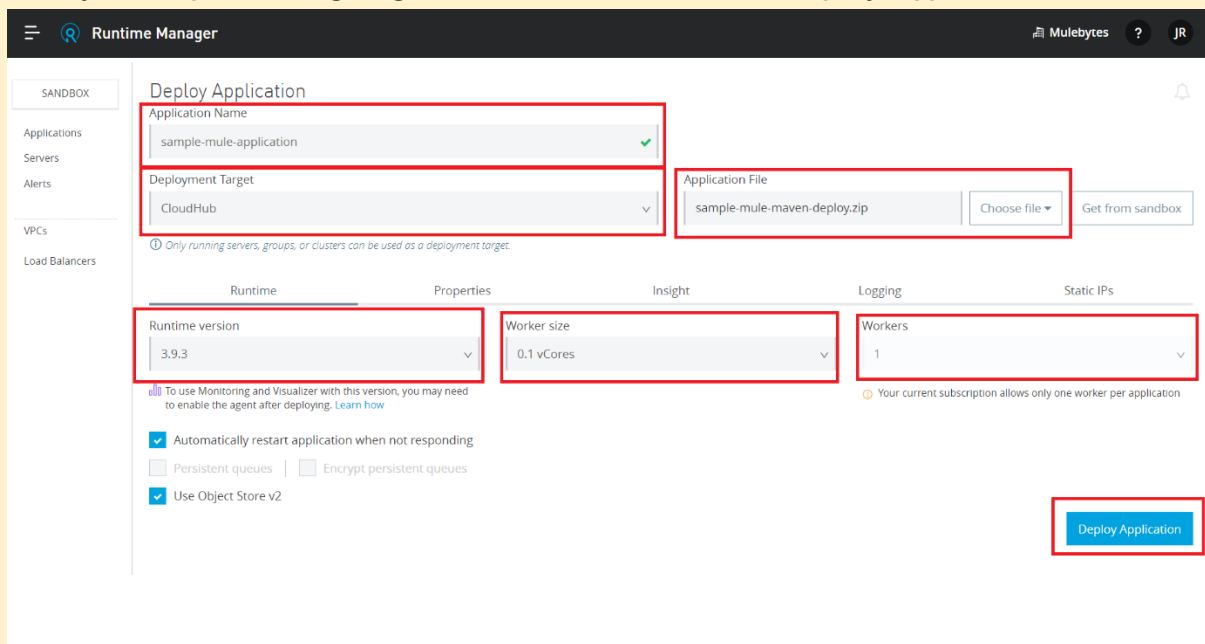 Runtime Manager
Mulebytes ? JR
SANDBOX
Applications
Servers
Alerts
VPCs
Load Balancers
Deploy Application
Application Name
sample-mule-application
Deployment Target
CloudHub
Only running servers, groups, or clusters can be used as a deployment target.
Application File
sample-mule-maven-deploy.zip
Choose file
Get from sandbox
Runtime Properties Insight Logging Static IPs
Runtime version
3.9.3
To use Monitoring and Visualizer with this version, you may need
to enable the agent after deploying. Learn how
Worker size
0.1 vCores
Workers
1
Your current subscription allows only one worker per application
Automatically restart application when not responding
Persistent queues Encrypt persistent queues
Use Object Store v2
Deploy Application